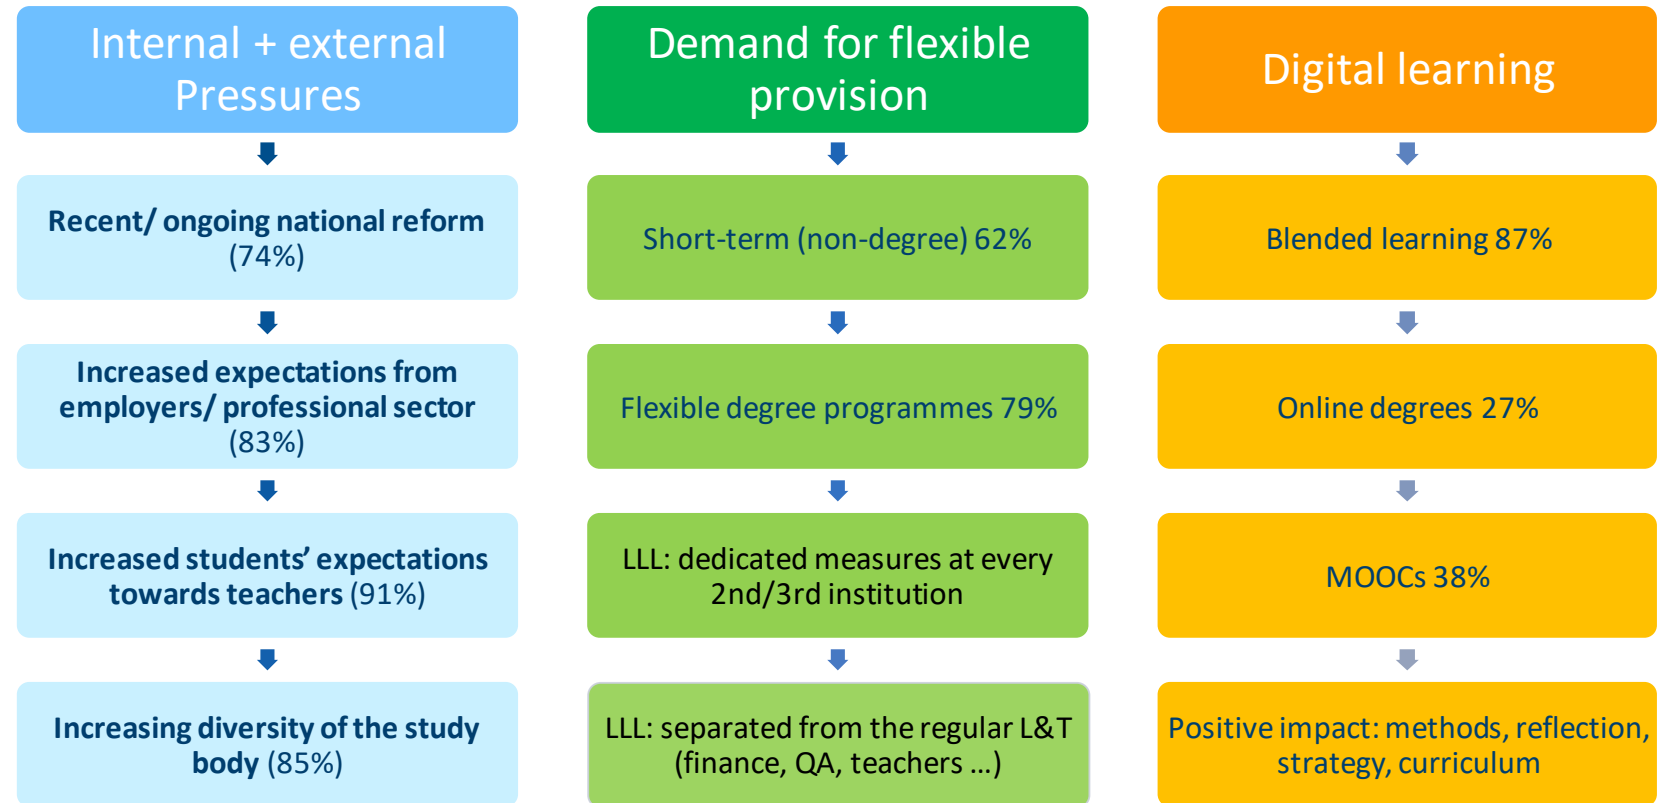 Internal + external
Pressures
Recent/ ongoing national reform
(74%)
Increased expectations from
employers/ professional sector
(83%)
Increased students' expectations
towards teachers (91%)
Increasing diversity of the study
body (85%)
Demand for flexible
provision
Short-term (non-degree) 62%
Flexible degree programmes 79%
LLL: dedicated measures at every
2nd/3rd institution
LLL: separated from the regular L&T
(finance, QA, teachers ...)
Digital learning
Blended learning 87%
Online degrees 27%
MOOCs 38%
Positive impact: methods, reflection,
strategy, curriculum